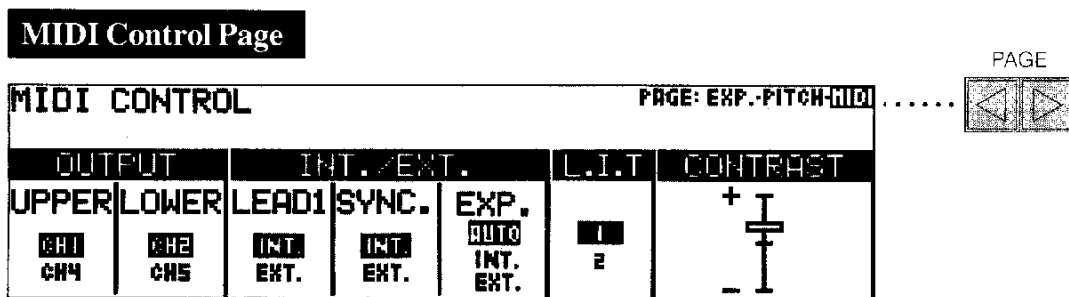 MIDI Control Page
PAGE
MIDI CONTROL PAGE: EXP.-PITCH-MIDI
OUTPUT INT./EXT. L.I.T CONTRAST
UPPER LOWER LEAD1 SYNC. EXP. +
CH1 CH2 INT. INT. AUTO 1
CH4 CH5 EXT. EXT. INT. 2
EXT. –